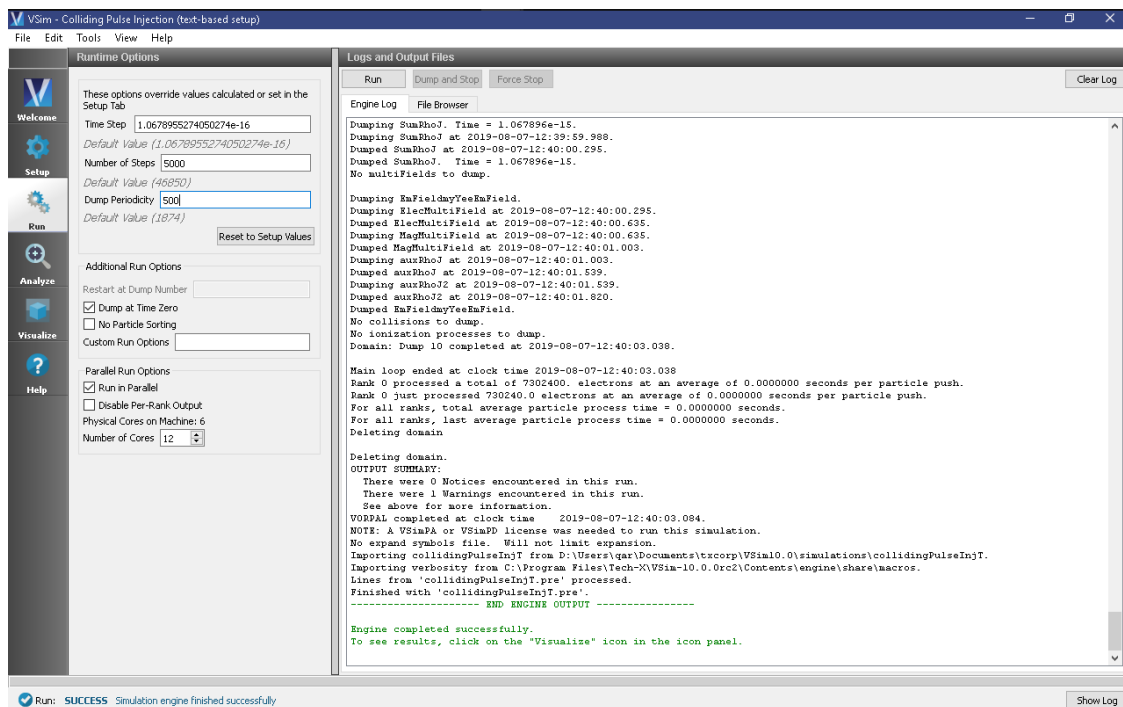 VSim - Colliding Pulse Injection (text-based setup)
File Edit Tools View Help
Runtime Options
Logs and Output Files
Welcome
Setup
Run
Analyze
Visualize
Help
These options override values calculated or set in the
Setup Tab
Time Step 1.0678955274050274e-16
Default Value (1.0678955274050274e-16)
Number of Steps 5000
Default Value (46850)
Dump Periodicity 500
Default Value (1874)
Reset to Setup Values
Additional Run Options
Restart at Dump Number
Dump at Time Zero
No Particle Sorting
Custom Run Options
Parallel Run Options
Run in Parallel
Disable Per-Rank Output
Physical Cores on Machine: 6
Number of Cores 12
Run Dump and Stop Force Stop Clear Log
Engine Log File Browser
Dumping SumRhoJ. Time = 1.067896e-15.
Dumping SumRhoJ at 2019-08-07-12:39:59.988.
Dumped SumRhoJ at 2019-08-07-12:40:00.295.
Dumped SumRhoJ. Time = 1.067896e-15.
No multiFields to dump.
Dumping EmFieldmyYeeEmField.
Dumping ElecMultiField at 2019-08-07-12:40:00.295.
Dumped ElecMultiField at 2019-08-07-12:40:00.635.
Dumping MagMultiField at 2019-08-07-12:40:00.635.
Dumped MagMultiField at 2019-08-07-12:40:01.003.
Dumping auxRhoJ at 2019-08-07-12:40:01.003.
Dumped auxRhoJ at 2019-08-07-12:40:01.539.
Dumping auxRhoJ2 at 2019-08-07-12:40:01.539.
Dumped auxRhoJ2 at 2019-08-07-12:40:01.820.
Dumped EmFieldmyYeeEmField.
No collisions to dump.
No ionization processes to dump.
Domain: Dump 10 completed at 2019-08-07-12:40:03.038.
Main loop ended at clock time 2019-08-07-12:40:03.038
Rank 0 processed a total of 7302400. electrons at an average of 0.0000000 seconds per particle push.
Rank 0 just processed 730240.0 electrons at an average of 0.0000000 seconds per particle push.
For all ranks, total average particle process time = 0.0000000 seconds.
For all ranks, last average particle process time = 0.0000000 seconds.
Deleting domain
Deleting domain.
OUTPUT SUMMARY:
There were 0 Notices encountered in this run.
There were 1 Warnings encountered in this run.
See above for more information.
VORPAL completed at clock time 2019-08-07-12:40:03.084.
NOTE: A VSimPA or VSimPD license was needed to run this simulation.
No expand symbols file. Will not limit expansion.
Importing collidingPulseInjT from D:\Users\qar\Documents\txcorp\VSim10.0\simulations\collidingPulseInjT.
Importing verbosity from C:\Program Files\Tech-X\VSim-10.0.0rc2\Contents\engine\share\macros.
Lines from 'collidingPulseInjT.pre' processed.
Finished with 'collidingPulseInjT.pre'.
--------------------- END ENGINE OUTPUT ----------------
Engine completed successfully.
To see results, click on the "Visualize" icon in the icon panel.
Run: SUCCESS Simulation engine finished successfully
Show Log